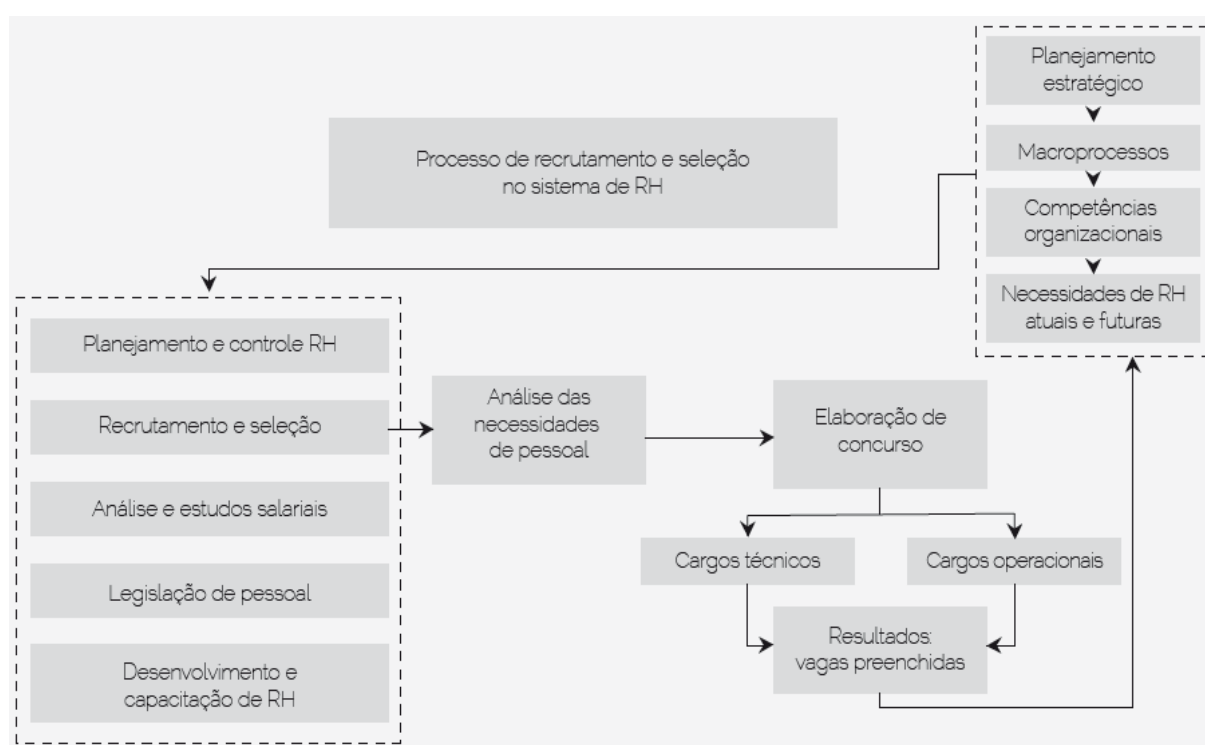 Planejamento
estratégico
Macroprocessos
Competências
organizacionais
Necessidades de RH
atuais e futuras
Processo de recrutamento e seleção
no sistema de RH
Planejamento e controle RH
Recrutamento e seleção
Análise e estudos salariais
Legislação de pessoal
Desenvolvimento e
capacitação de RH
Análise das
necessidades
de pessoal
Elaboração de
concurso
Cargos técnicos
Cargos operacionais
Resultados:
vagas preenchidas